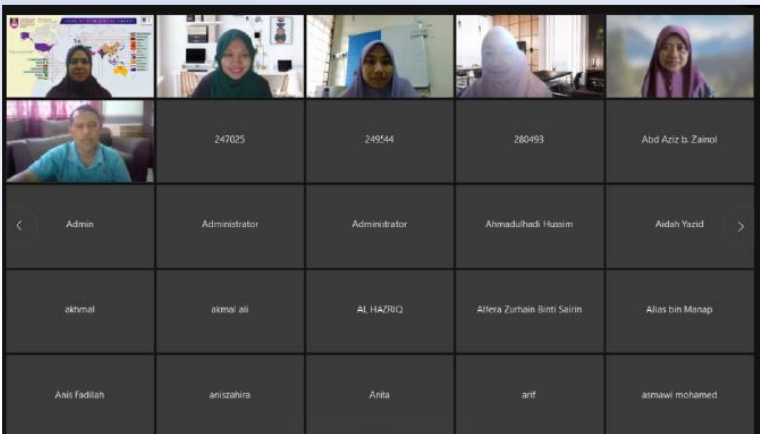 247025
249544
280493
Abd Aziz b. Zainol
Admin
Administrator
Administrator
Ahmadulhadi Hussim
Aidah Yazid
akhmal
akmal ali
AL HAZRIQ
Alfera Zurhain Binti Sairin
Alias bin Manap
Anis Fadilah
aniszahira
Anita
arif
asmawi mohamed